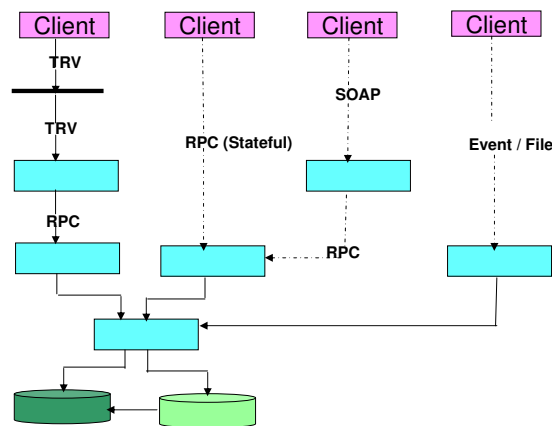 Client Client Client Client
TRV
SOAP
TRV
RPC (Stateful)
Event / File
RPC
RPC